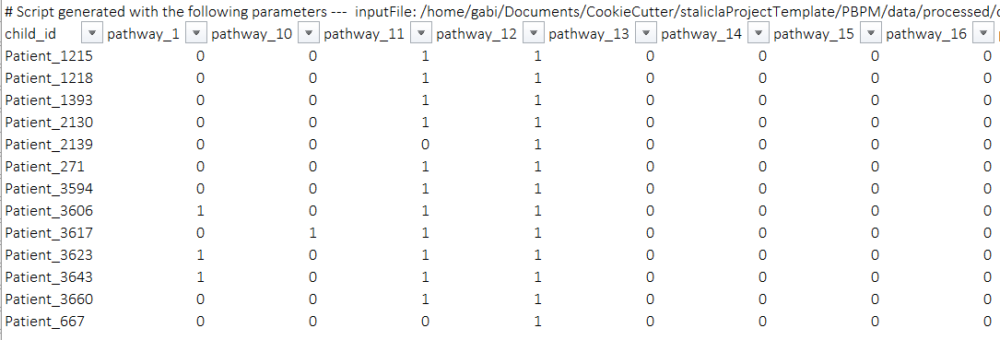 # Script generated with the following parameters --- inputFile: /home/gabi/Documents/CookieCutter/staliclaProjectTemplate/PBPM/data/processed/
child_id pathway_1 pathway_10 pathway_11 pathway_12 pathway_13 pathway_14 pathway_15 pathway_16
Patient_1215 0 0 1 1 0 0 0 0
Patient_1218 0 0 1 1 0 0 0 0
Patient_1393 0 0 1 1 0 0 0 0
Patient_2130 0 0 1 1 0 0 0 0
Patient_2139 0 0 0 1 0 0 0 0
Patient_271 0 0 1 1 0 0 0 0
Patient_3594 0 0 1 1 0 0 0 0
Patient_3606 1 0 1 1 0 0 0 0
Patient_3617 0 1 1 1 0 0 0 0
Patient_3623 1 0 1 1 0 0 0 0
Patient_3643 1 0 1 1 0 0 0 0
Patient_3660 0 0 1 1 0 0 0 0
Patient_667 0 0 0 1 0 0 0 0